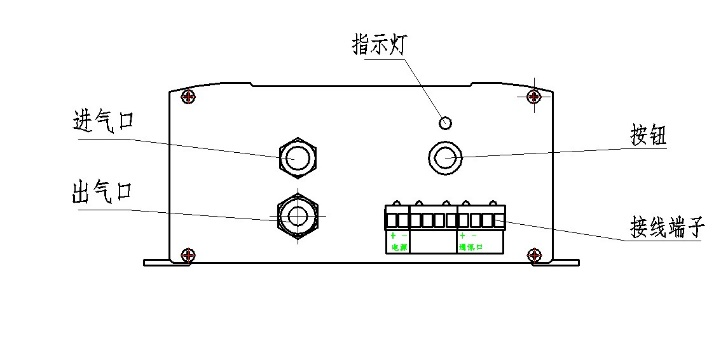 指示灯
进气口
按钮
出气口
接线端子
+ - + -
电源 通讯口